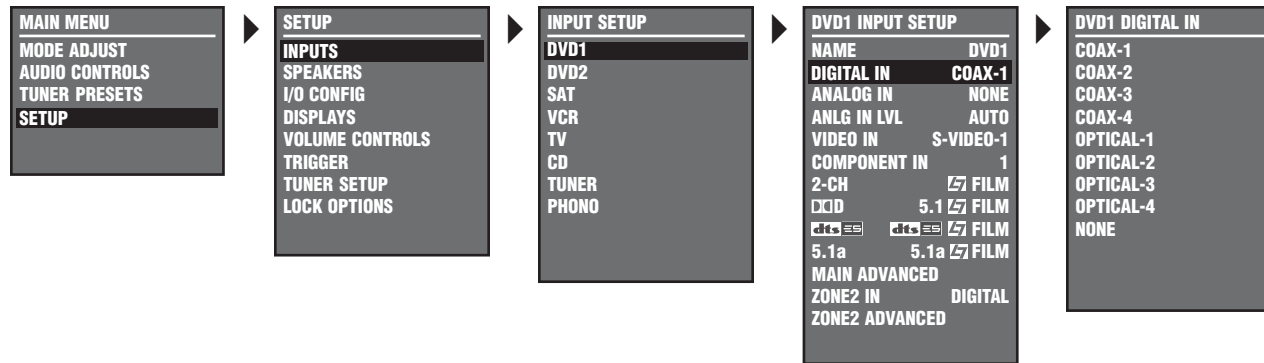 MAIN MENU
MODE ADJUST
AUDIO CONTROLS
TUNER PRESETS
SETUP
SETUP
INPUTS
SPEAKERS
I/O CONFIG
DISPLAYS
VOLUME CONTROLS
TRIGGER
TUNER SETUP
LOCK OPTIONS
INPUT SETUP
DVD1
DVD2
SAT
VCR
TV
CD
TUNER
PHONO
DVD1 INPUT SETUP
NAME DVD1
DIGITAL IN COAX-1
ANALOG IN NONE
ANLG IN LVL AUTO
VIDEO IN S-VIDEO-1
COMPONENT IN 1
2-CH L7 FILM
D 5.1 L7 FILM
dts ES dts ES L7 FILM
5.1a 5.1a L7 FILM
MAIN ADVANCED
ZONE2 IN DIGITAL
ZONE2 ADVANCED
DVD1 DIGITAL IN
COAX-1
COAX-2
COAX-3
COAX-4
OPTICAL-1
OPTICAL-2
OPTICAL-3
OPTICAL-4
NONE